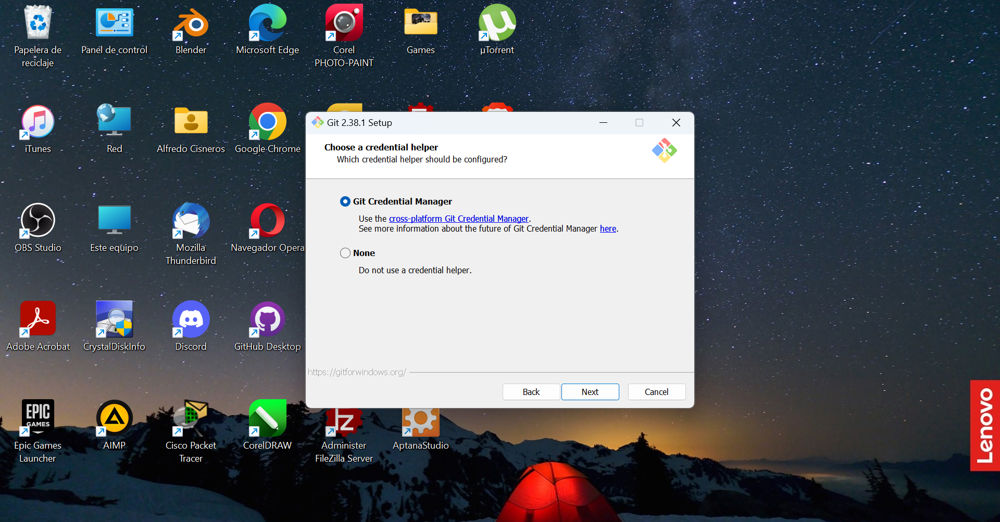 Papelera de
reciclaje
Panel de control
Blender
Microsoft Edge
Corel
PHOTO-PAINT
Games
µTorrent
iTunes
Red
Alfredo Cisneros
Google Chrome
OBS Studio
Este equipo
Mozilla
Thunderbird
Navegador Opera
Adobe Acrobat
CrystalDiskInfo
Discord
GitHub Desktop
EPIC
GAMES
Epic Games
Launcher
AIMP
Cisco Packet
Tracer
CorelDRAW
FZ
Administer
FileZilla Server
AptanaStudio
Git 2.38.1 Setup
Choose a credential helper
Which credential helper should be configured?
Git Credential Manager
Use the cross-platform Git Credential Manager.
See more information about the future of Git Credential Manager here.
None
Do not use a credential helper.
https://gitforwindows.org/
Back
Next
Cancel
Lenovo